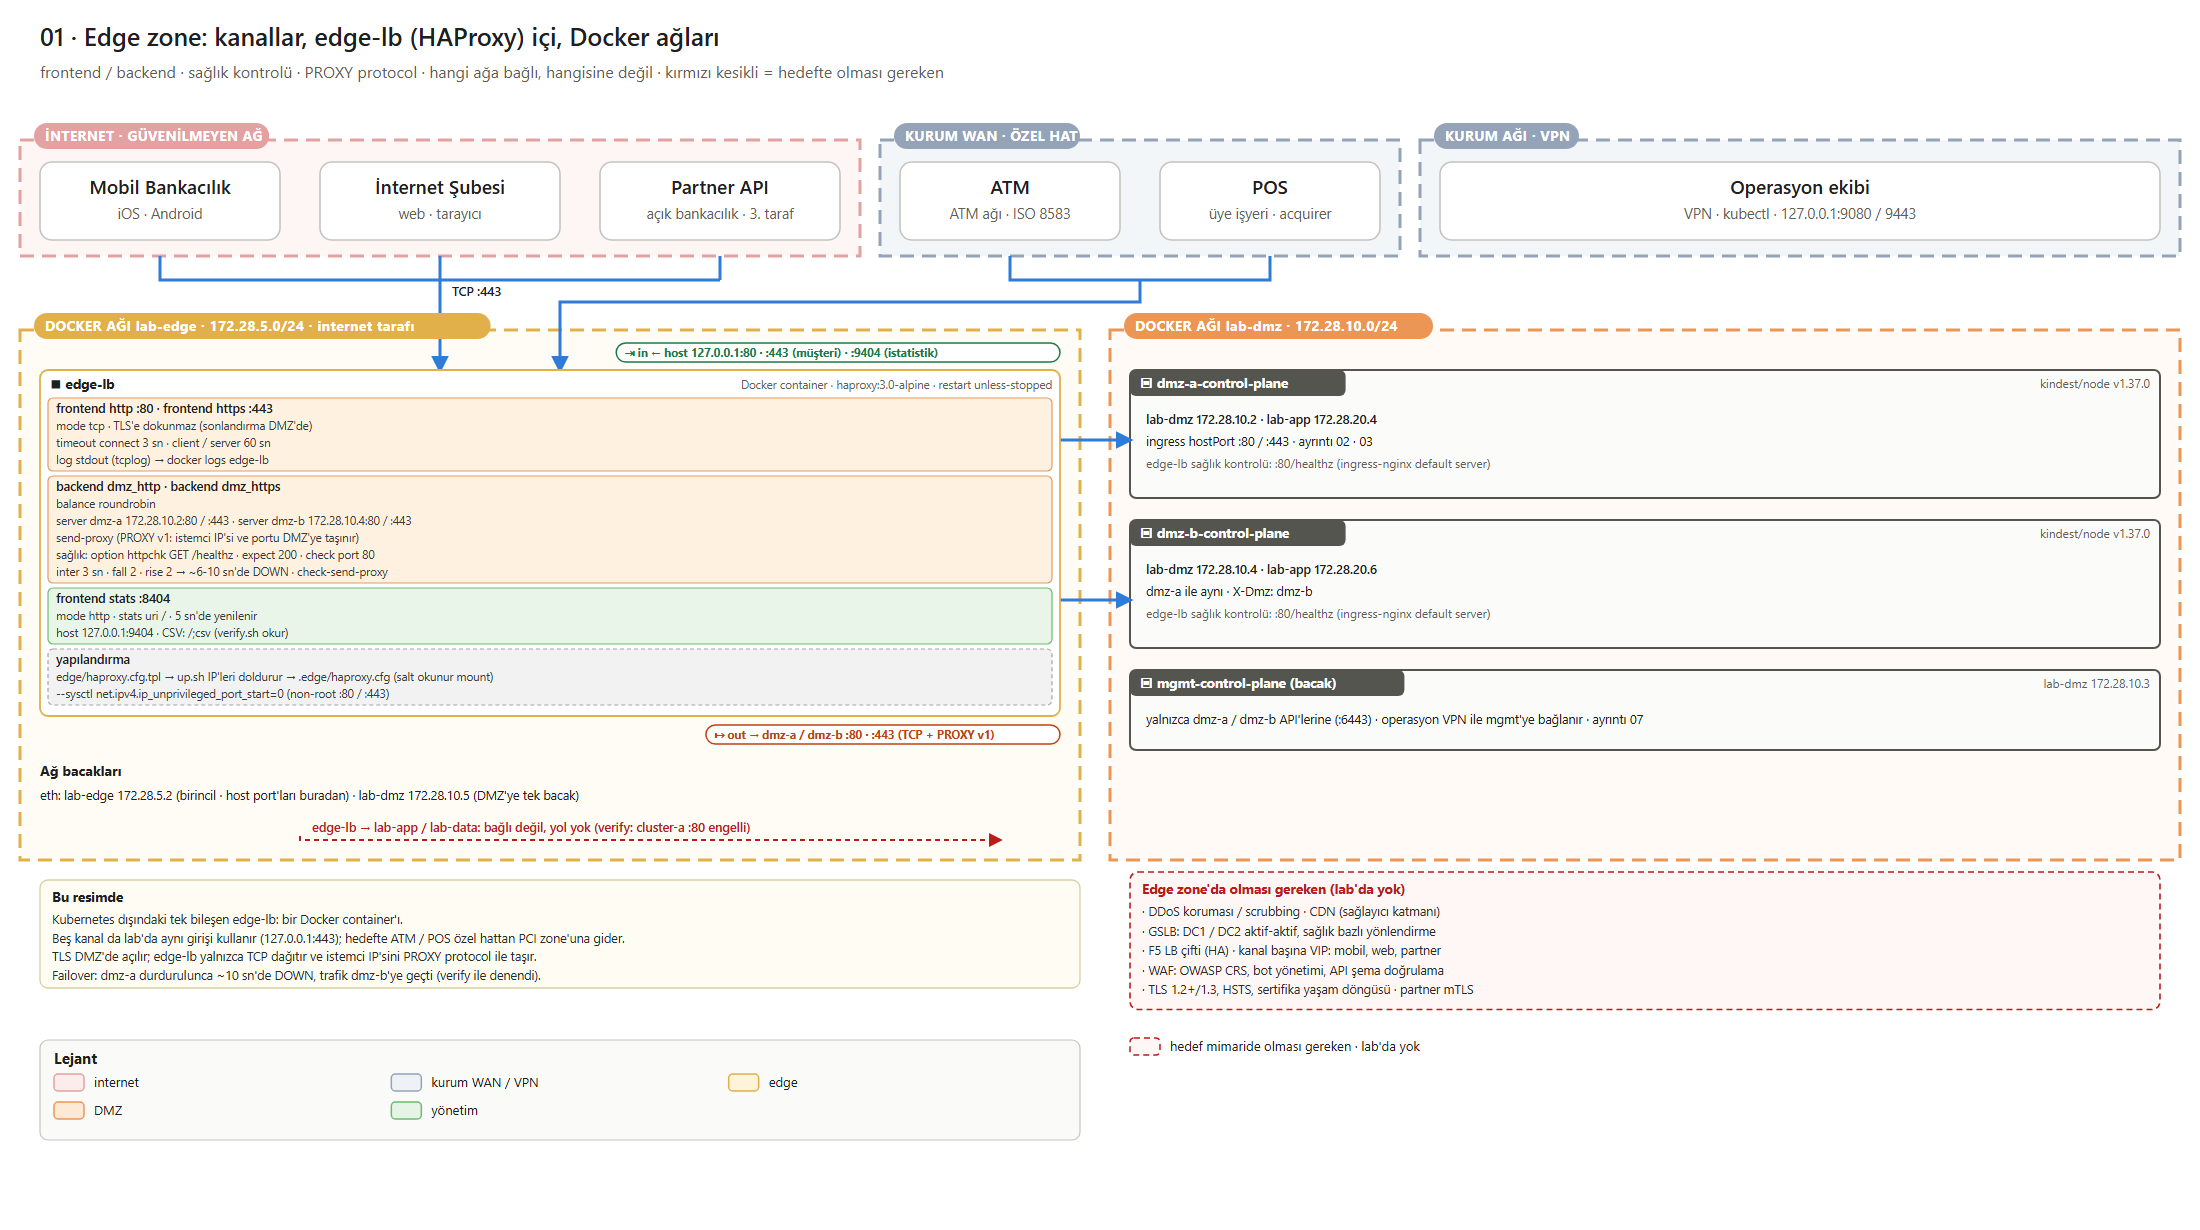 01 · Edge zone: kanallar, edge-lb (HAProxy) içi, Docker ağları
frontend / backend · sağlık kontrolü · PROXY protocol · hangi ağa bağlı, hangisine değil · kırmızı kesikli = hedefte olması gereken
İNTERNET · GÜVENİLMEYEN AĞ
Mobil Bankacılık
iOS · Android
İnternet Şubesi
web · tarayıcı
Partner API
açık bankacılık · 3. taraf
KURUM WAN · ÖZEL HAT
ATM
ATM ağı · ISO 8583
POS
üye işyeri · acquirer
KURUM AĞI · VPN
Operasyon ekibi
VPN · kubectl · 127.0.0.1:9080 / 9443
TCP :443
DOCKER AĞI lab-edge · 172.28.5.0/24 · internet tarafı
⇥ in ← host 127.0.0.1:80 · :443 (müşteri) · :9404 (istatistik)
■ edge-lb
Docker container · haproxy:3.0-alpine · restart unless-stopped
frontend http :80 · frontend https :443
mode tcp · TLS'e dokunmaz (sonlandırma DMZ'de)
timeout connect 3 sn · client / server 60 sn
log stdout (tcplog) → docker logs edge-lb
backend dmz_http · backend dmz_https
balance roundrobin
server dmz-a 172.28.10.2:80 / :443 · server dmz-b 172.28.10.4:80 / :443
send-proxy (PROXY v1: istemci IP'si ve portu DMZ'ye taşınır)
sağlık: option httpchk GET /healthz · expect 200 · check port 80
inter 3 sn · fall 2 · rise 2 → ~6-10 sn'de DOWN · check-send-proxy
frontend stats :8404
mode http · stats uri / · 5 sn'de yenilenir
host 127.0.0.1:9404 · CSV: /;csv (verify.sh okur)
yapılandırma
edge/haproxy.cfg.tpl → up.sh IP'leri doldurur → .edge/haproxy.cfg (salt okunur mount)
--sysctl net.ipv4.ip_unprivileged_port_start=0 (non-root :80 / :443)
↦ out → dmz-a / dmz-b :80 · :443 (TCP + PROXY v1)
Ağ bacakları
eth: lab-edge 172.28.5.2 (birincil · host port'ları buradan) · lab-dmz 172.28.10.5 (DMZ'ye tek bacak)
edge-lb → lab-app / lab-data: bağlı değil, yol yok (verify: cluster-a :80 engelli)
DOCKER AĞI lab-dmz · 172.28.10.0/24
⊟ dmz-a-control-plane
kindest/node v1.37.0
lab-dmz 172.28.10.2 · lab-app 172.28.20.4
ingress hostPort :80 / :443 · ayrıntı 02 · 03
edge-lb sağlık kontrolü: :80/healthz (ingress-nginx default server)
⊟ dmz-b-control-plane
kindest/node v1.37.0
lab-dmz 172.28.10.4 · lab-app 172.28.20.6
dmz-a ile aynı · X-Dmz: dmz-b
edge-lb sağlık kontrolü: :80/healthz (ingress-nginx default server)
⊟ mgmt-control-plane (bacak)
lab-dmz 172.28.10.3
yalnızca dmz-a / dmz-b API'lerine (:6443) · operasyon VPN ile mgmt'ye bağlanır · ayrıntı 07
Bu resimde
Kubernetes dışındaki tek bileşen edge-lb: bir Docker container'ı.
Beş kanal da lab'da aynı girişi kullanır (127.0.0.1:443); hedefte ATM / POS özel hattan PCI zone'una gider.
TLS DMZ'de açılır; edge-lb yalnızca TCP dağıtır ve istemci IP'sini PROXY protocol ile taşır.
Failover: dmz-a durdurulunca ~10 sn'de DOWN, trafik dmz-b'ye geçti (verify ile denendi).
Edge zone'da olması gereken (lab'da yok)
· DDoS koruması / scrubbing · CDN (sağlayıcı katmanı)
· GSLB: DC1 / DC2 aktif-aktif, sağlık bazlı yönlendirme
· F5 LB çifti (HA) · kanal başına VIP: mobil, web, partner
· WAF: OWASP CRS, bot yönetimi, API şema doğrulama
· TLS 1.2+/1.3, HSTS, sertifika yaşam döngüsü · partner mTLS
hedef mimaride olması gereken · lab'da yok
Lejant
internet
kurum WAN / VPN
edge
DMZ
yönetim